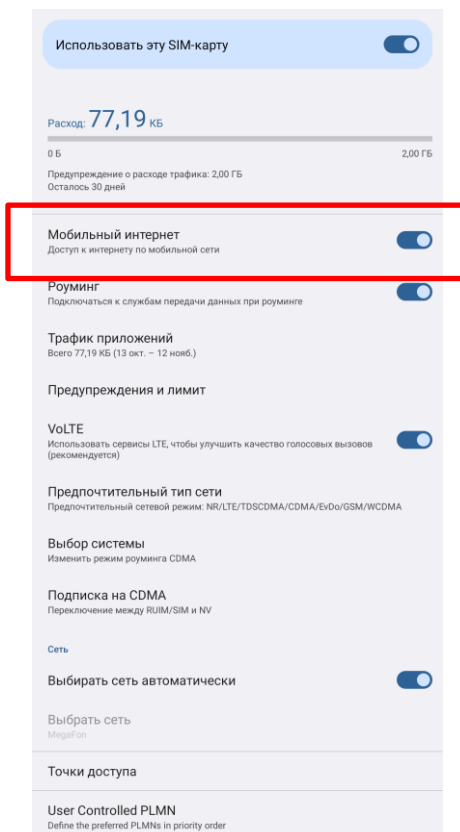 Использовать эту SIM-карту
Расход: 77,19 КБ
0 Б
2,00 ГБ
Предупреждение о расходе трафика: 2,00 ГБ
Осталось 30 дней
Мобильный интернет
Доступ к интернету по мобильной сети
Роуминг
Подключаться к службам передачи данных при роуминге
Трафик приложений
Всего 77,19 КБ (13 окт. – 12 нояб.)
Предупреждения и лимит
VoLTE
Использовать сервисы LTE, чтобы улучшить качество голосовых вызовов
(рекомендуется)
Предпочтительный тип сети
Предпочтительный сетевой режим: NR/LTE/TDSCDMA/CDMA/EvDo/GSM/WCDMA
Выбор системы
Изменить режим роуминга CDMA
Подписка на CDMA
Переключение между RUIM/SIM и NV
Сеть
Выбирать сеть автоматически
Выбрать сеть
MegaFon
Точки доступа
User Controlled PLMN
Define the preferred PLMNs in priority order